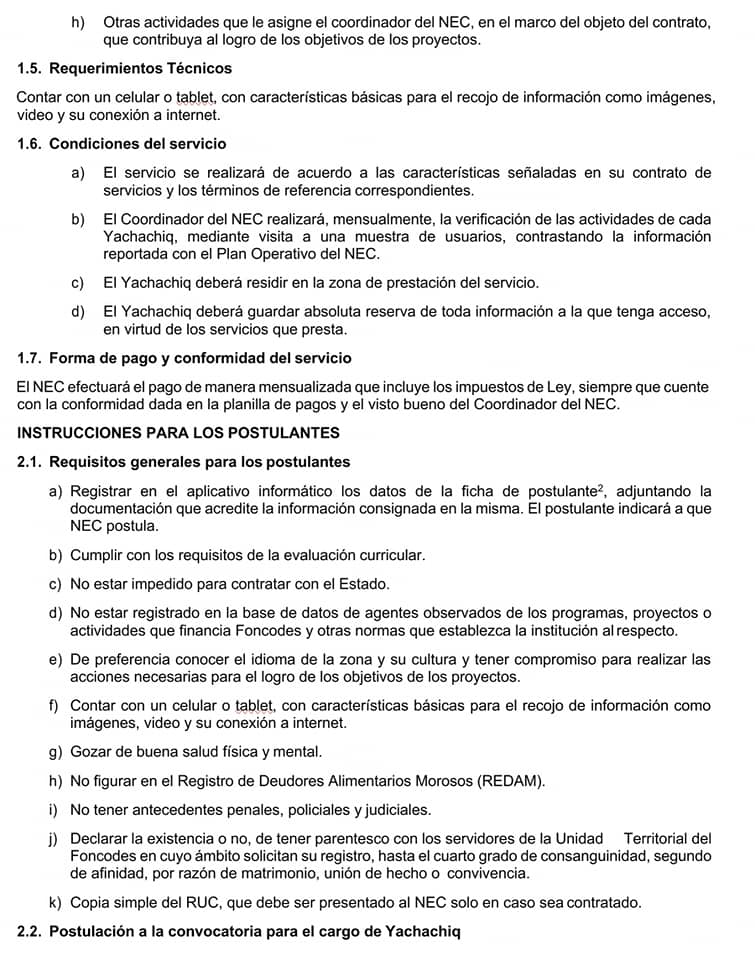 h) Otras actividades que le asigne el coordinador del NEC, en el marco del objeto del contrato,
que contribuya al logro de los objetivos de los proyectos.
1.5. Requerimientos Técnicos
Contar con un celular o tablet, con características básicas para el recojo de información como imágenes,
video y su conexión a internet.
1.6. Condiciones del servicio
a) El servicio se realizará de acuerdo a las características señaladas en su contrato de
servicios y los términos de referencia correspondientes.
b) El Coordinador del NEC realizará, mensualmente, la verificación de las actividades de cada
Yachachiq, mediante visita a una muestra de usuarios, contrastando la información
reportada con el Plan Operativo del NEC.
c) El Yachachiq deberá residir en la zona de prestación del servicio.
d) El Yachachiq deberá guardar absoluta reserva de toda información a la que tenga acceso,
en virtud de los servicios que presta.
1.7. Forma de pago y conformidad del servicio
El NEC efectuará el pago de manera mensualizada que incluye los impuestos de Ley, siempre que cuente
con la conformidad dada en la planilla de pagos y el visto bueno del Coordinador del NEC.
INSTRUCCIONES PARA LOS POSTULANTES
2.1. Requisitos generales para los postulantes
a) Registrar en el aplicativo informático los datos de la ficha de postulante², adjuntando la
documentación que acredite la información consignada en la misma. El postulante indicará a que
NEC postula.
b) Cumplir con los requisitos de la evaluación curricular.
c) No estar impedido para contratar con el Estado.
d) No estar registrado en la base de datos de agentes observados de los programas, proyectos o
actividades que financia Foncodes y otras normas que establezca la institución al respecto.
e) De preferencia conocer el idioma de la zona y su cultura y tener compromiso para realizar las
acciones necesarias para el logro de los objetivos de los proyectos.
f) Contar con un celular o tablet, con características básicas para el recojo de información como
imágenes, video y su conexión a internet.
g) Gozar de buena salud física y mental.
h) No figurar en el Registro de Deudores Alimentarios Morosos (REDAM).
i) No tener antecedentes penales, policiales y judiciales.
j) Declarar la existencia o no, de tener parentesco con los servidores de la Unidad Territorial del
Foncodes en cuyo ámbito solicitan su registro, hasta el cuarto grado de consanguinidad, segundo
de afinidad, por razón de matrimonio, unión de hecho o convivencia.
k) Copia simple del RUC, que debe ser presentado al NEC solo en caso sea contratado.
2.2. Postulación a la convocatoria para el cargo de Yachachiq